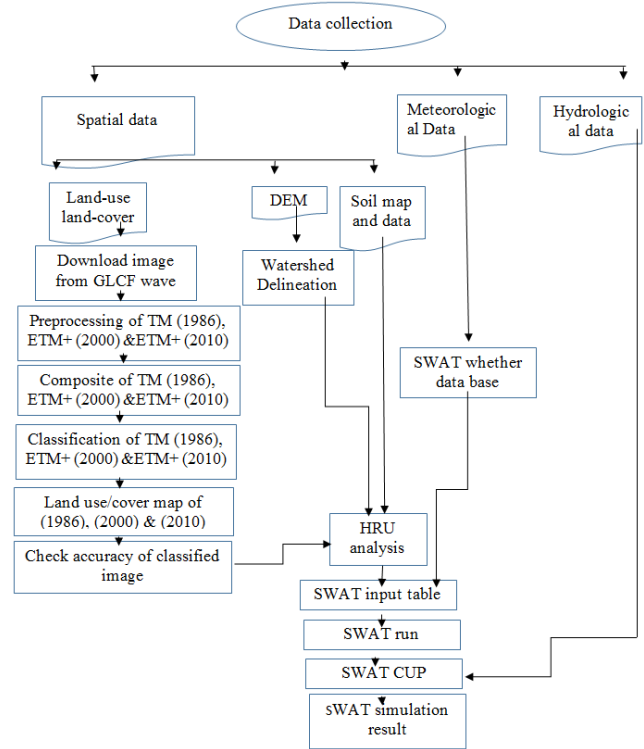 Data collection
Spatial data
Meteorologic
al Data
Hydrologic
al data
Land-use
land-cover
DEM
Soil map
and data
Download image
from GLCF wave
Watershed
Delineation
Preprocessing of TM (1986),
ETM+ (2000) &ETM+ (2010)
SWAT whether
data base
Composite of TM (1986),
ETM+ (2000) &ETM+ (2010)
Classification of TM (1986),
ETM+ (2000) &ETM+ (2010)
Land use/cover map of
(1986), (2000) & (2010)
Check accuracy of classified
image
HRU
analysis
SWAT input table
SWAT run
SWAT CUP
SWAT simulation
result